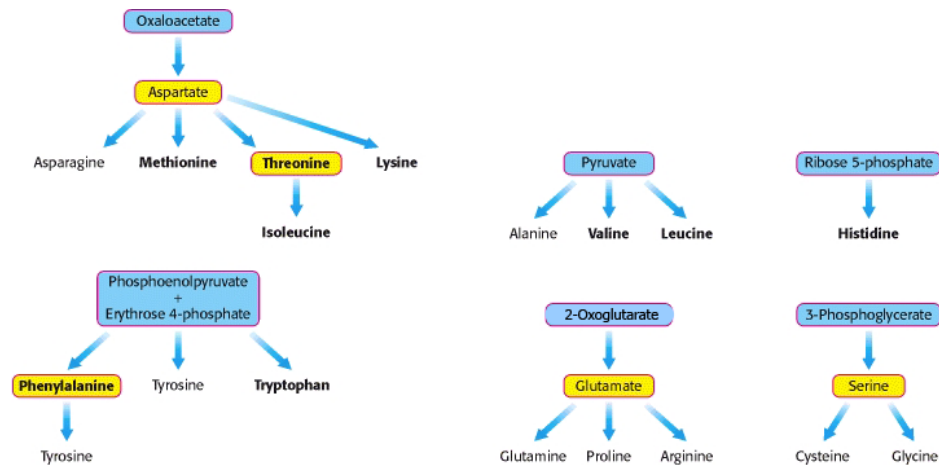 Oxaloacetate
Aspartate
Asparagine
Methionine
Threonine
Lysine
Isoleucine
Pyruvate
Alanine
Valine
Leucine
Ribose 5-phosphate
Histidine
Phosphoenolpyruvate
+
Erythrose 4-phosphate
Phenylalanine
Tyrosine
Tryptophan
Tyrosine
2-Oxoglutarate
Glutamate
Glutamine
Proline
Arginine
3-Phosphoglycerate
Serine
Cysteine
Glycine